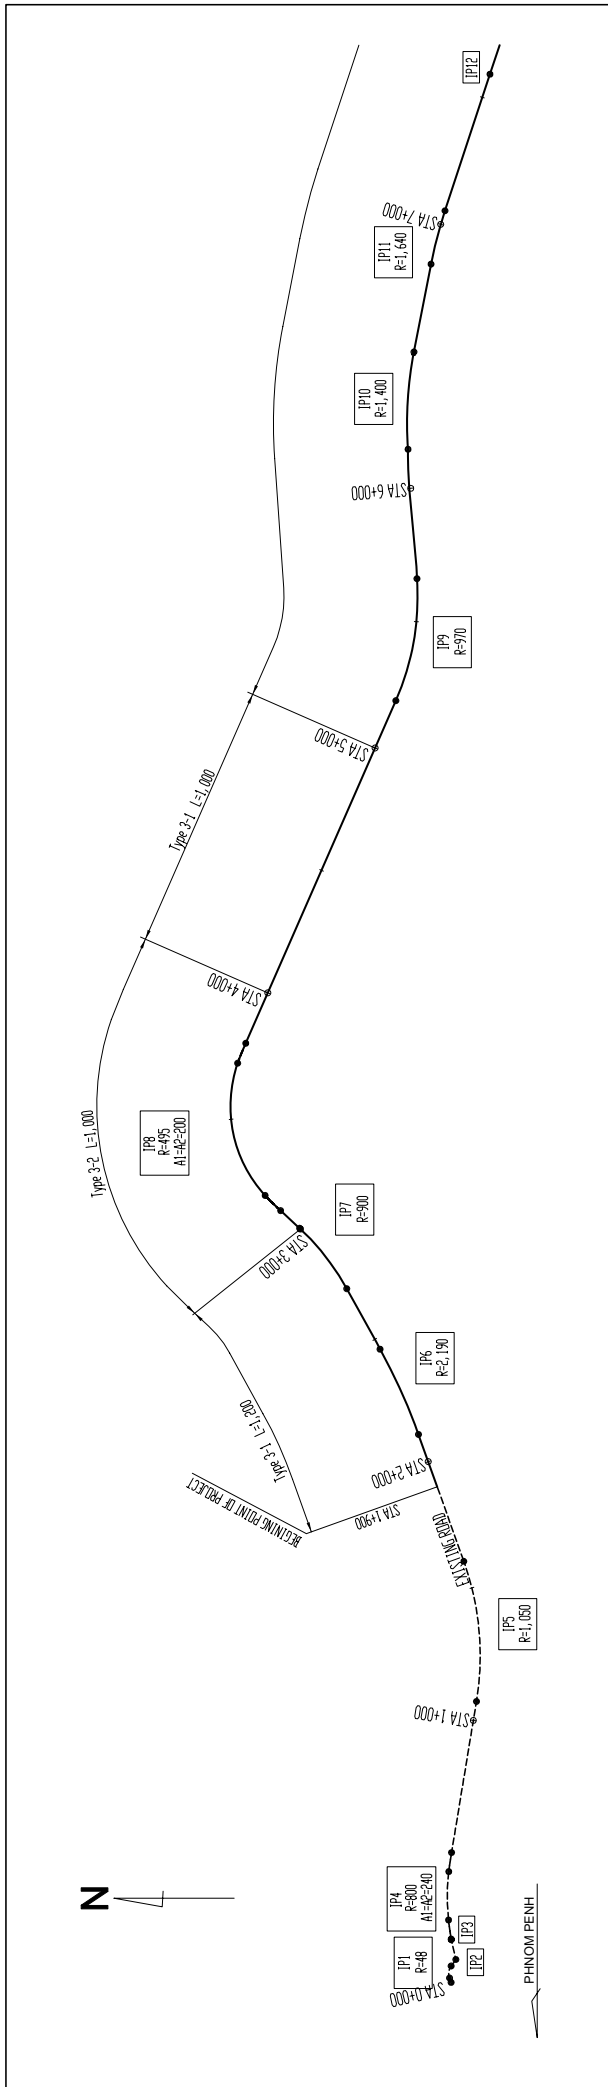 N
PHNOM PENH
STA 0+000
IP1
R=48
IP2
IP3
IP4
R=800
A1=A2=240
STA 1+000
IP5
R=1,050
EXISTING ROAD
STA 1+900
BEGINING POINT OF PROJECT
STA 2+000
Type 3-1 L=1,200
IP6
R=2,190
IP7
R=900
STA 3+000
Type 3-2 L=1,000
IP8
R=495
A1=A2=200
STA 4+000
Type 3-1 L=1,000
STA 5+000
IP9
R=970
STA 6+000
IP10
R=1,400
IP11
R=1,640
STA 7+000
IP12